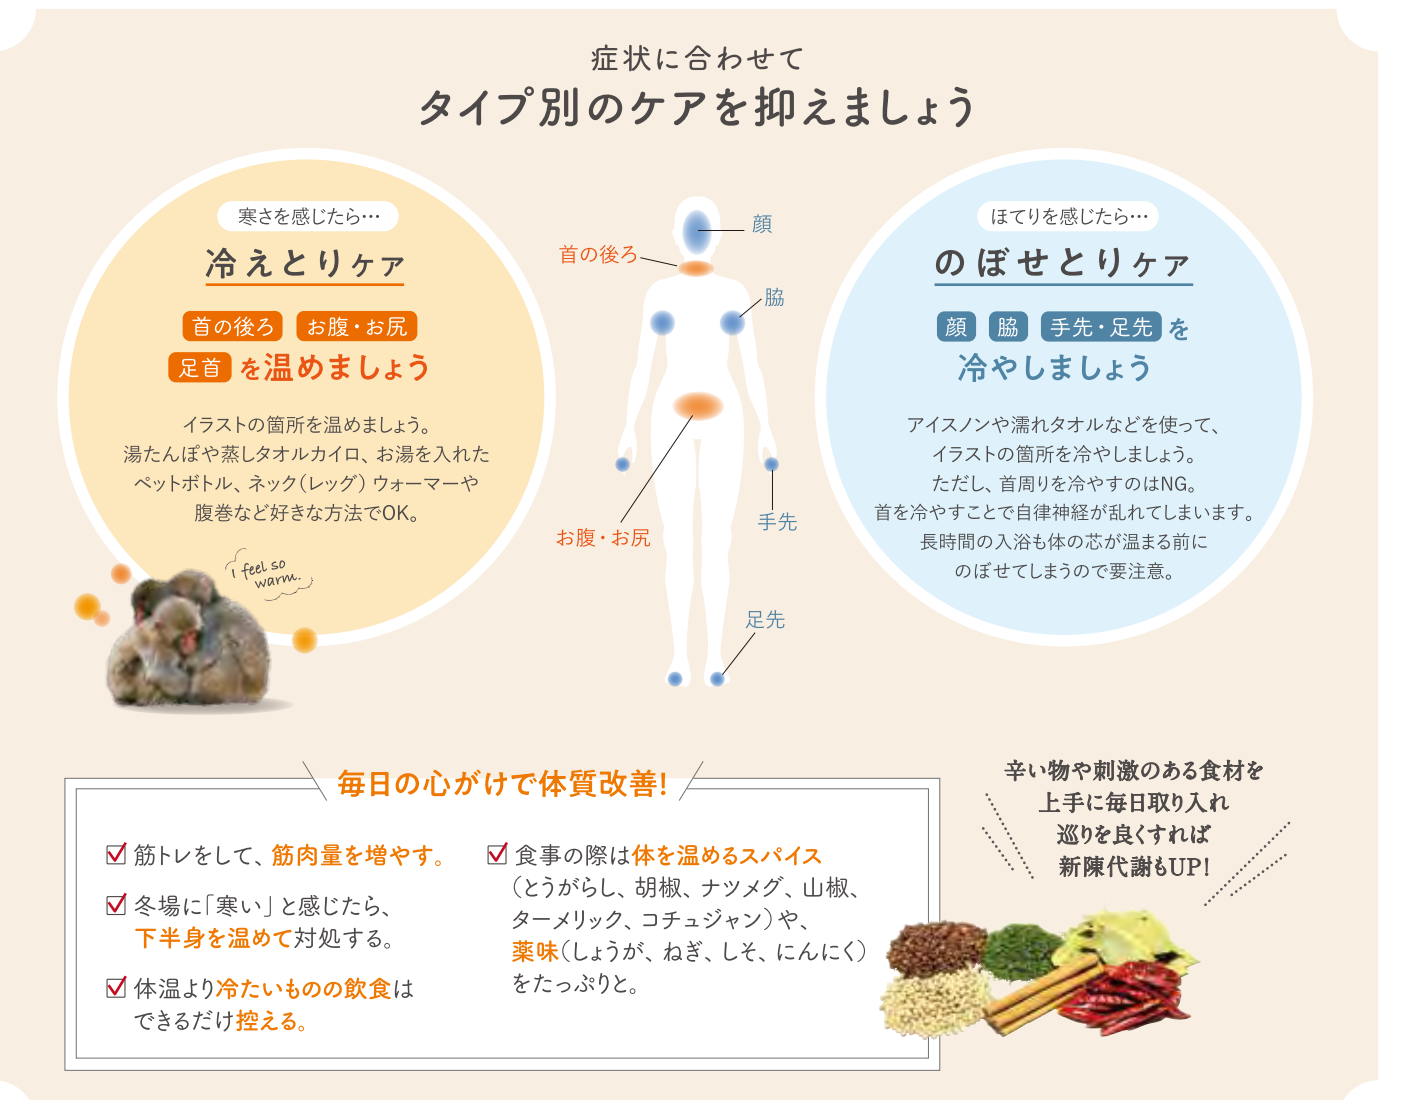 症状に合わせて
タイプ別のケアを抑えましょう
寒さを感じたら…
冷えとりケア
首の後ろ お腹・お尻
足首 を温めましょう
イラストの箇所を温めましょう。
湯たんぽや蒸しタオルカイロ、お湯を入れた
ペットボトル、ネック(レッグ)ウォーマーや
腹巻など好きな方法でOK。
I feel so
warm.
顔
首の後ろ
脇
お腹・お尻
手先
足先
ほてりを感じたら…
のぼせとりケア
顔 脇 手先・足先 を
冷やしましょう
アイスノンや濡れタオルなどを使って、
イラストの箇所を冷やしましょう。
ただし、首周りを冷やすのはNG。
首を冷やすことで自律神経が乱れてしまいます。
長時間の入浴も体の芯が温まる前に
のぼせてしまうので要注意。
毎日の心がけで体質改善!
筋トレをして、筋肉量を増やす。
冬場に「寒い」と感じたら、
下半身を温めて対処する。
体温より冷たいものの飲食は
できるだけ控える。
食事の際は体を温めるスパイス
(とうがらし、胡椒、ナツメグ、山椒、
ターメリック、コチュジャン)や、
薬味(しょうが、ねぎ、しそ、にんにく)
をたっぷりと。
辛い物や刺激のある食材を
上手に毎日取り入れ
巡りを良くすれば
新陳代謝もUP!